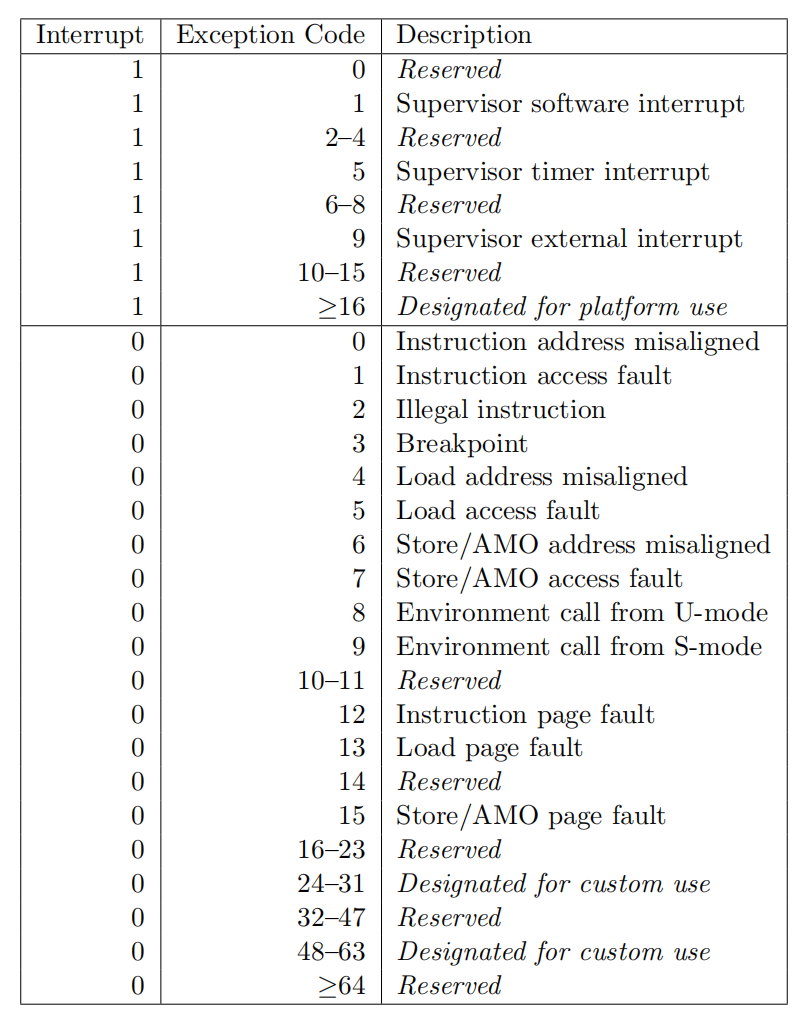 Interrupt Exception Code Description
1 0 Reserved
1 1 Supervisor software interrupt
1 2–4 Reserved
1 5 Supervisor timer interrupt
1 6–8 Reserved
1 9 Supervisor external interrupt
1 10–15 Reserved
1 ≥16 Designated for platform use
0 0 Instruction address misaligned
0 1 Instruction access fault
0 2 Illegal instruction
0 3 Breakpoint
0 4 Load address misaligned
0 5 Load access fault
0 6 Store/AMO address misaligned
0 7 Store/AMO access fault
0 8 Environment call from U-mode
0 9 Environment call from S-mode
0 10–11 Reserved
0 12 Instruction page fault
0 13 Load page fault
0 14 Reserved
0 15 Store/AMO page fault
0 16–23 Reserved
0 24–31 Designated for custom use
0 32–47 Reserved
0 48–63 Designated for custom use
0 ≥64 Reserved